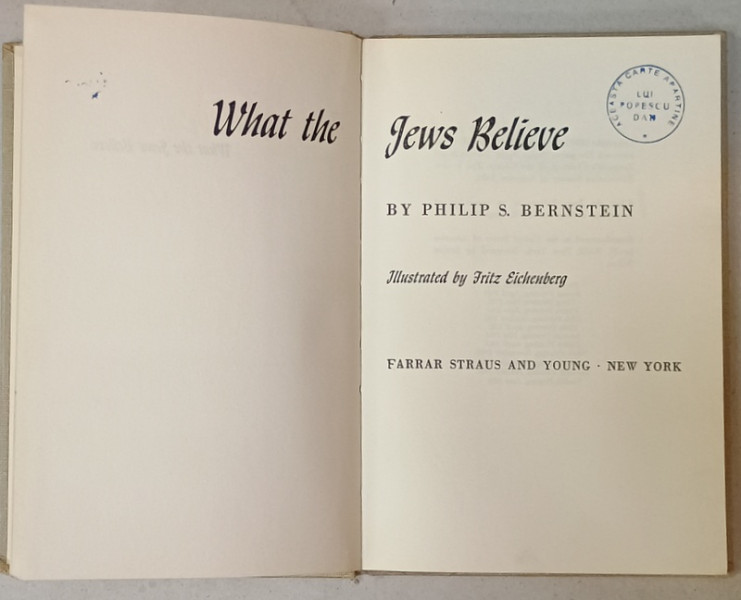 What the Jews Believe
BY PHILIP S. BERNSTEIN
Illustrated by Fritz Eichenberg
FARRAR STRAUS AND YOUNG · NEW YORK
ACEASTA CARTE APARTINE
LUI
POPESCU
DAN